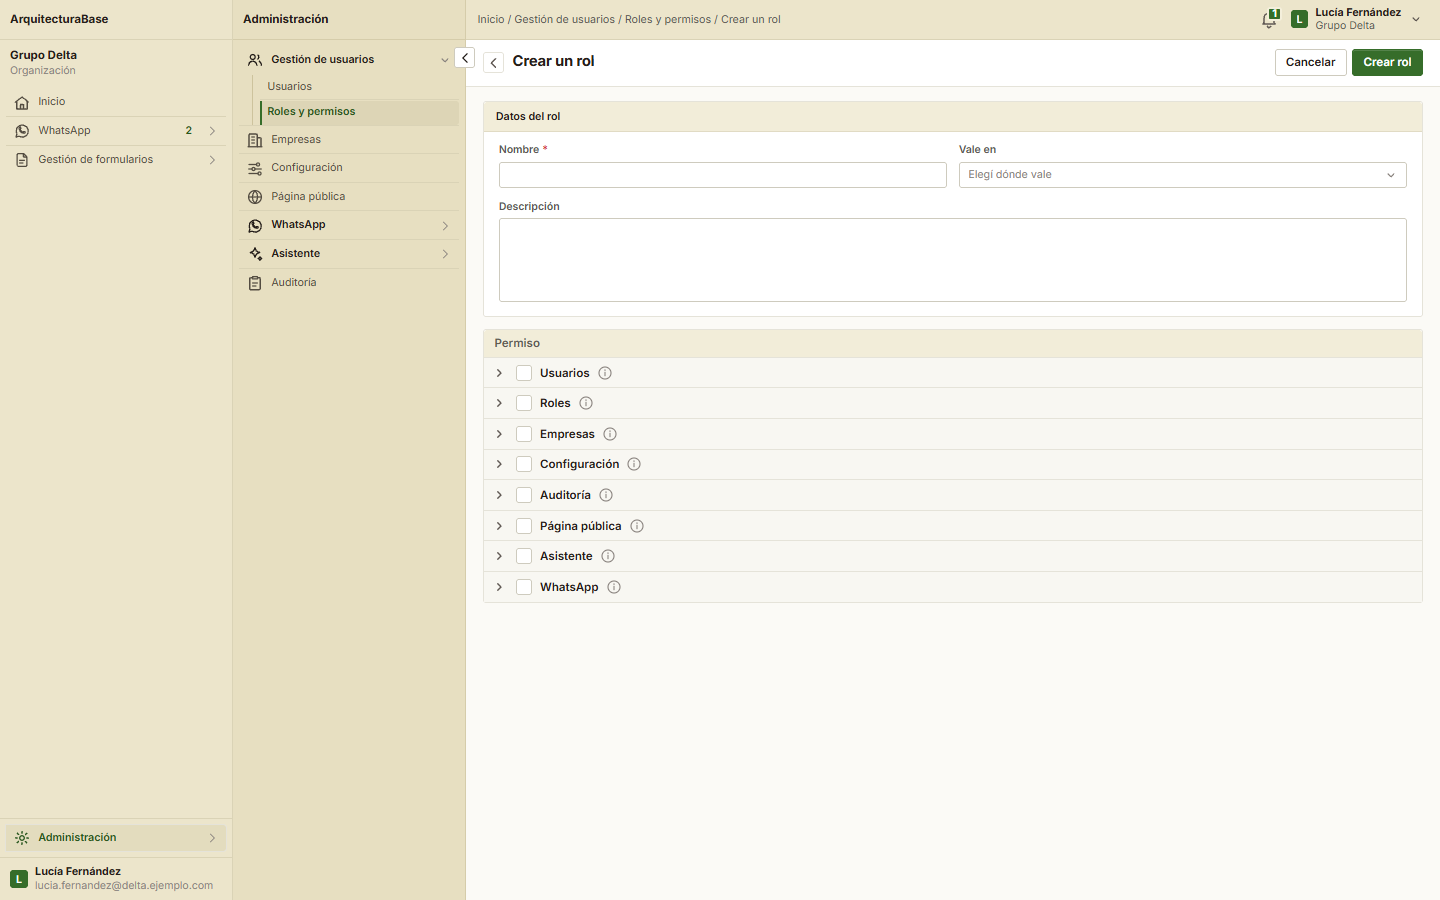 ArquitecturaBase
Grupo Delta
Organización
Inicio
WhatsApp 2
Gestión de formularios
Administración
L Lucía Fernández
lucia.fernandez@delta.ejemplo.com
Administración
Gestión de usuarios
Usuarios
Roles y permisos
Empresas
Configuración
Página pública
WhatsApp
Asistente
Auditoría
Inicio / Gestión de usuarios / Roles y permisos / Crear un rol
1
L Lucía Fernández
Grupo Delta
Crear un rol
Cancelar
Crear rol
Datos del rol
Nombre *
Vale en
Elegí dónde vale
Descripción
Permiso
Usuarios
Roles
Empresas
Configuración
Auditoría
Página pública
Asistente
WhatsApp